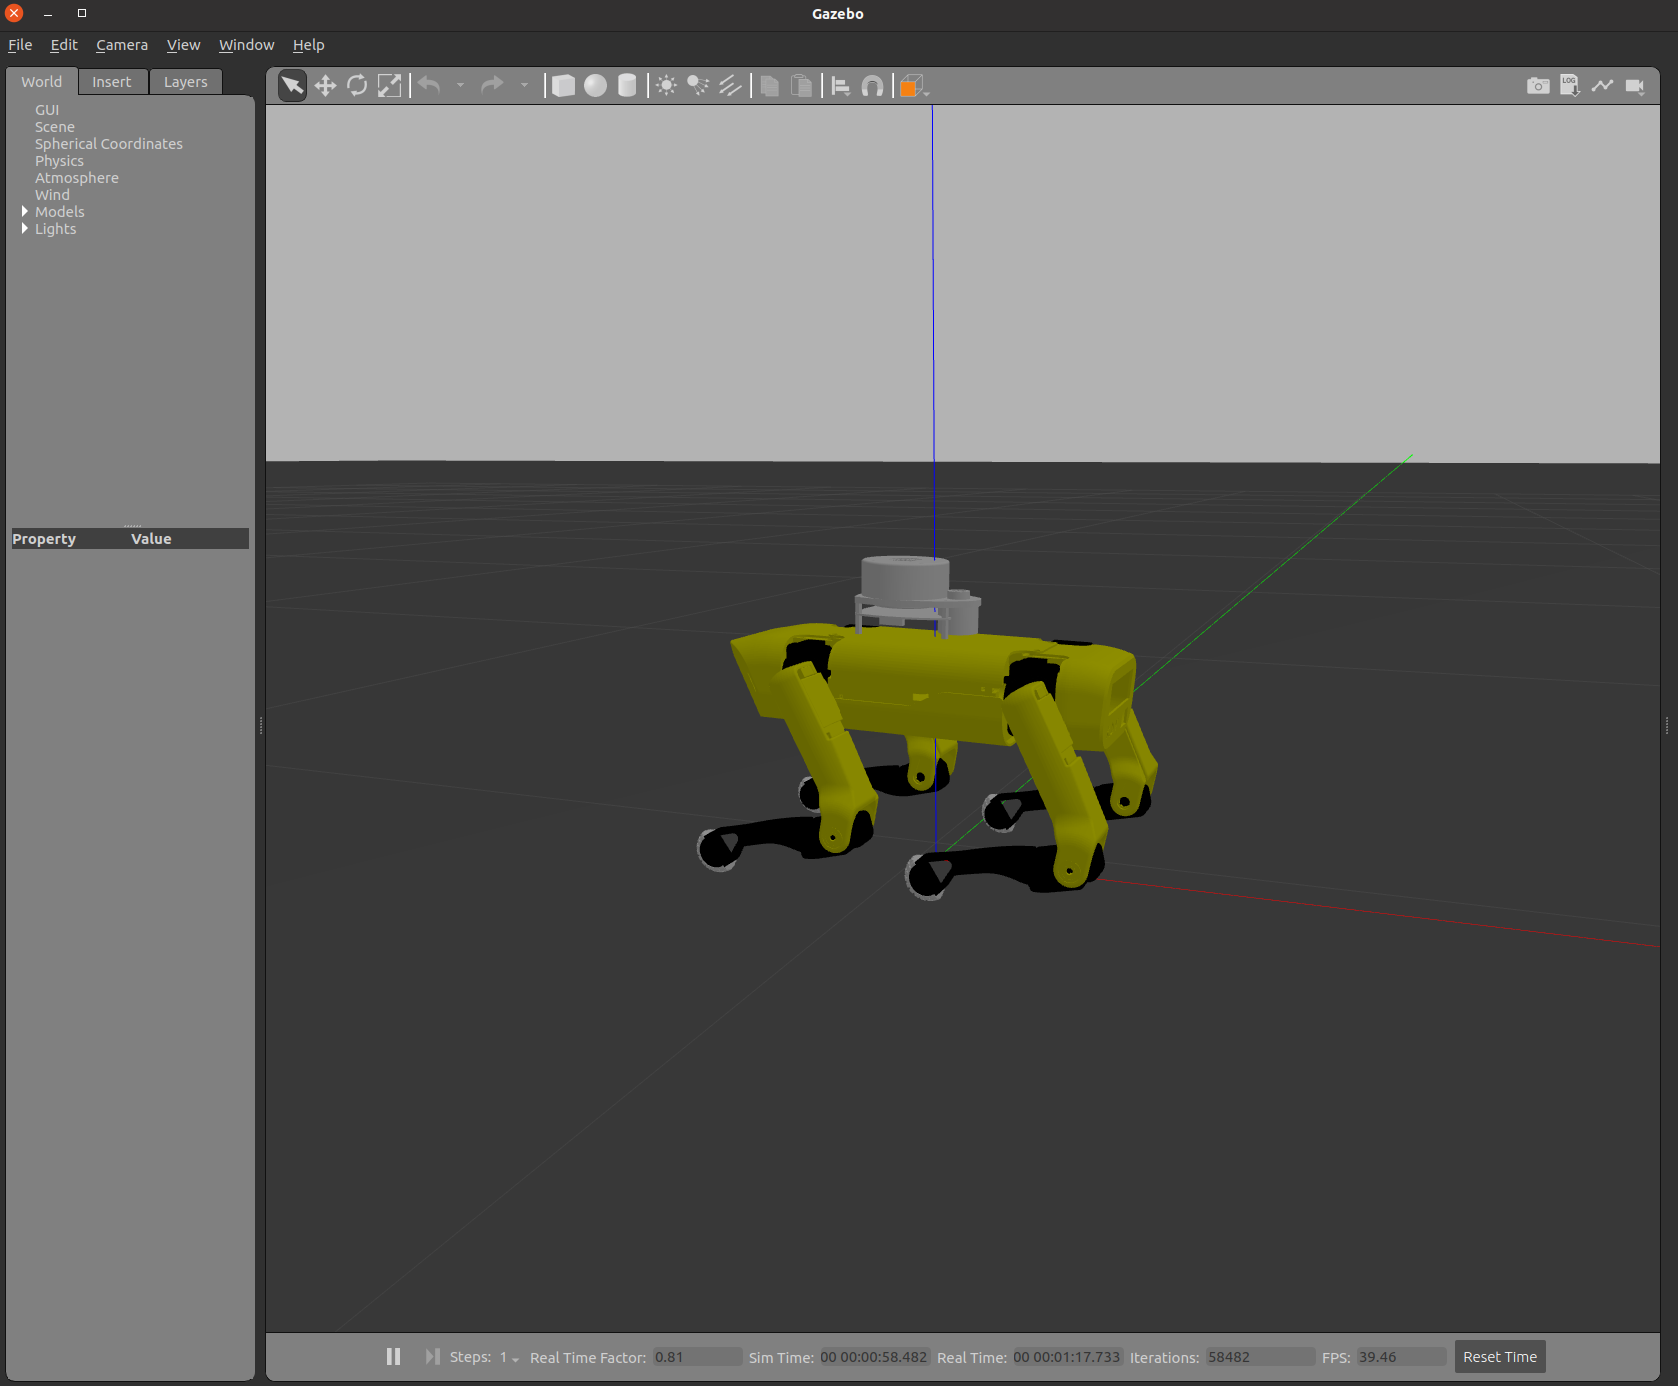 Gazebo
File Edit Camera View Window Help
World Insert Layers
GUI
Scene
Spherical Coordinates
Physics
Atmosphere
Wind
Models
Lights
Property Value
LOG
Steps: 1 Real Time Factor: 0.81 Sim Time: 00 00:00:58.482 Real Time: 00 00:01:17.733 Iterations: 58482 FPS: 39.46 Reset Time